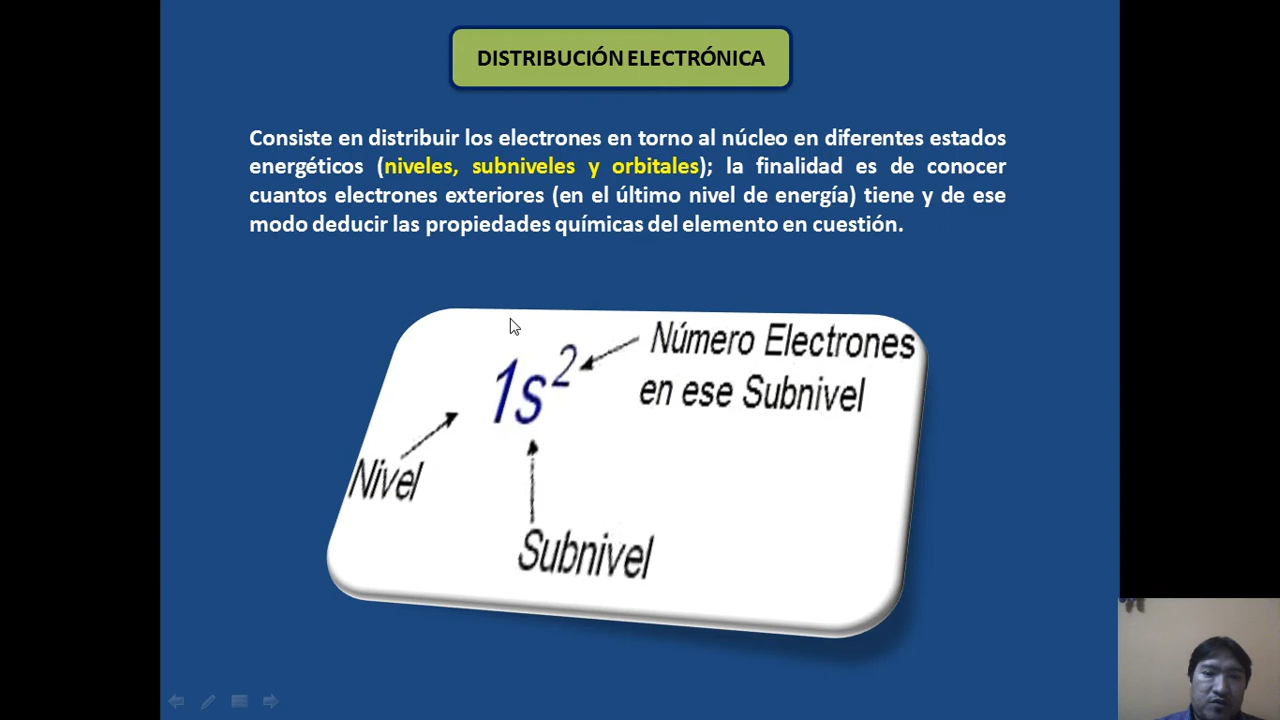 DISTRIBUCIÓN ELECTRÓNICA
Consiste en distribuir los electrones en torno al núcleo en diferentes estados
energéticos (niveles, subniveles y orbitales); la finalidad es de conocer
cuantos electrones exteriores (en el último nivel de energía) tiene y de ese
modo deducir las propiedades químicas del elemento en cuestión.
1s²
Número Electrones
en ese Subnivel
Nivel
Subnivel